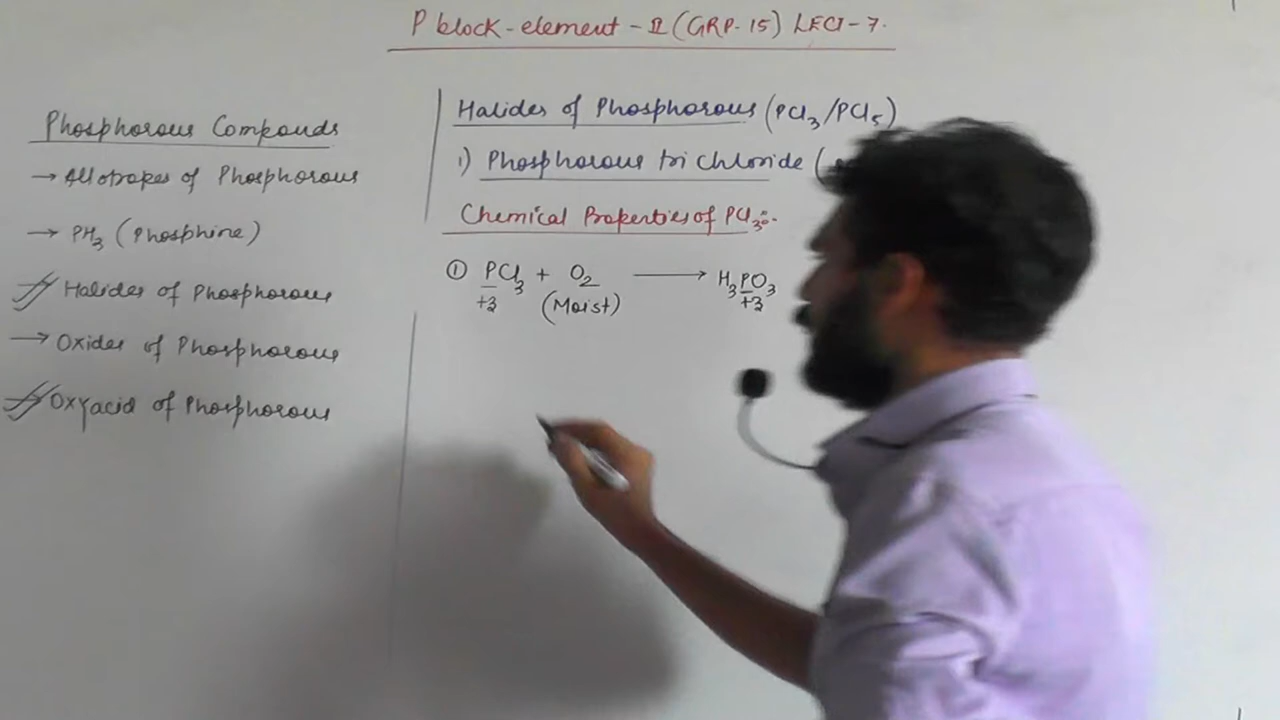 P block-element-II (GRP-15) LECT-7.
Phosphorous Compouds
→ Allotropes of Phosphorous
→ PH3 (Phosphine)
Halides of Phosphorous
→ Oxides of Phosphorous
Oxyacid of Phosphorous
Halides of Phosphorous (PCl3/PCl5)
1) Phosphorous tri chloride (
Chemical Properties of PCl3:-
① PCl3 + O2 → H3PO3
+3 (Moist) +3